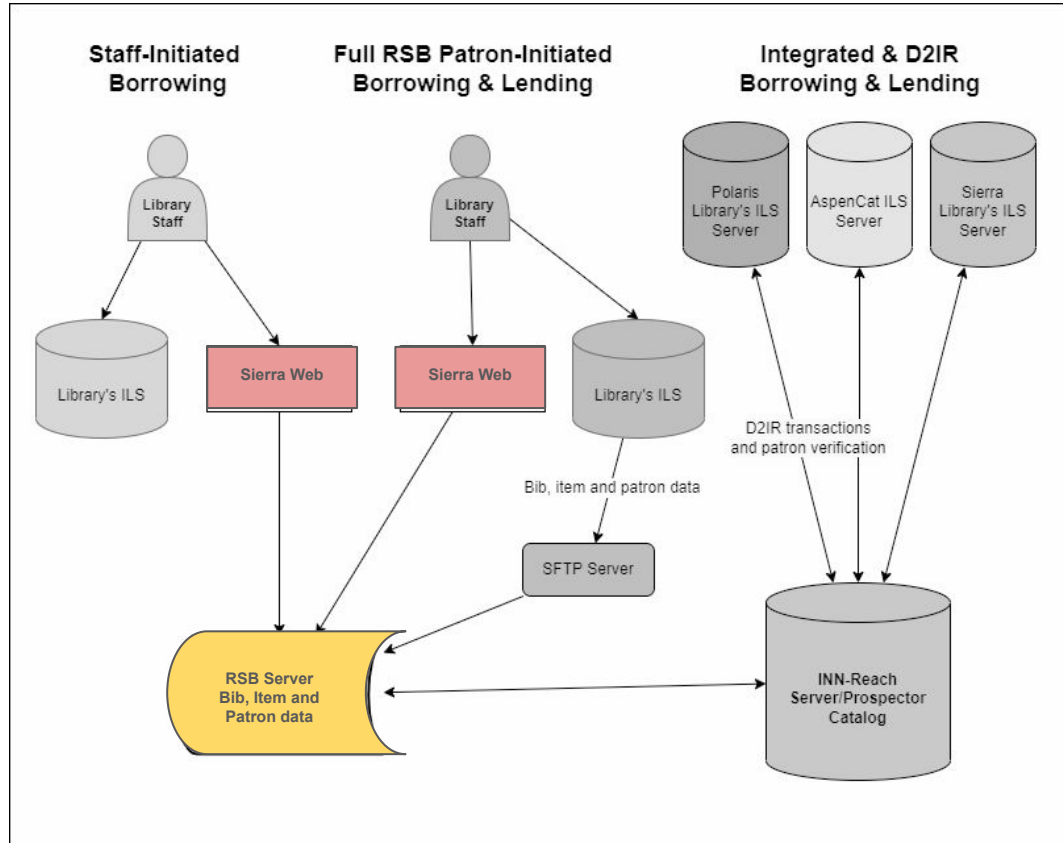 Staff-Initiated
Borrowing
Full RSB Patron-Initiated
Borrowing & Lending
Integrated & D2IR
Borrowing & Lending
Library
Staff
Library
Staff
Polaris
Library's ILS
Server
AspenCat ILS
Server
Sierra
Library's ILS
Server
Library's ILS
Sierra Web
Sierra Web
Library's ILS
D2IR transactions
and patron verification
Bib, item and patron data
SFTP Server
RSB Server
Bib, Item and
Patron data
INN-Reach
Server/Prospector
Catalog